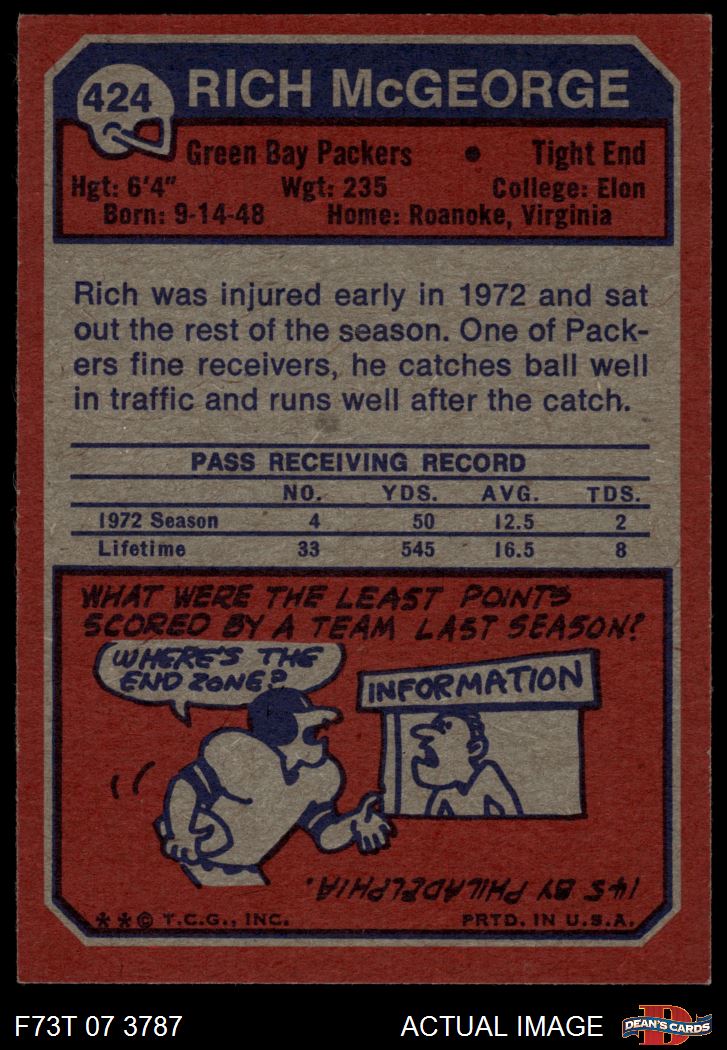 424 RICH McGEORGE
Green Bay Packers • Tight End
Hgt: 6'4" Wgt: 235 College: Elon
Born: 9-14-48 Home: Roanoke, Virginia
Rich was injured early in 1972 and sat
out the rest of the season. One of Pack-
ers fine receivers, he catches ball well
in traffic and runs well after the catch.
PASS RECEIVING RECORD
NO. YDS. AVG. TDS.
1972 Season 4 50 12.5 2
Lifetime 33 545 16.5 8
WHAT WERE THE LEAST POINTS
SCORED BY A TEAM LAST SEASON?
WHERE'S THE
END ZONE?
INFORMATION
145 BY PHILADELPHIA.
**© T.C.G., INC. PRTD. IN U.S.A.
F73T 07 3787 ACTUAL IMAGE D DEAN'S CARDS